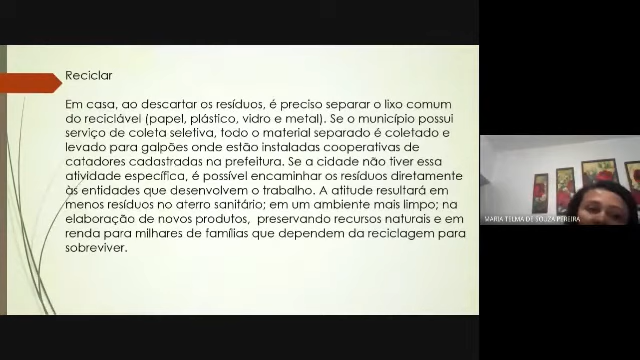 Reciclar
Em casa, ao descartar os resíduos, é preciso separar o lixo comum
do reciclável (papel, plástico, vidro e metal). Se o município possui
serviço de coleta seletiva, todo o material separado é coletado e
levado para galpões onde estão instaladas cooperativas de
catadores cadastradas na prefeitura. Se a cidade não tiver essa
atividade específica, é possível encaminhar os resíduos diretamente
às entidades que desenvolvem o trabalho. A atitude resultará em
menos resíduos no aterro sanitário; em um ambiente mais limpo; na
elaboração de novos produtos, preservando recursos naturais e em
renda para milhares de famílias que dependem da reciclagem para
sobreviver.
MARIA TELMA DE SOUZA PEREIRA